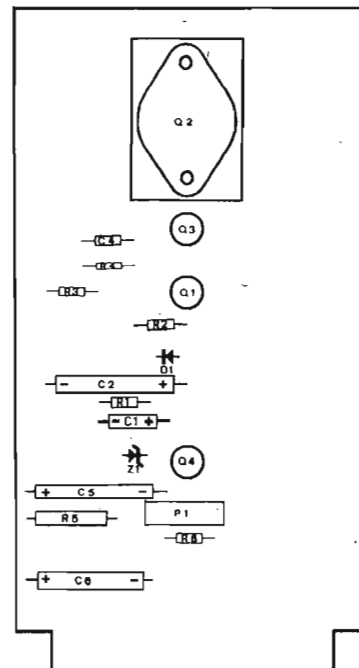 Q2
Q3
C4
R4
R3
Q1
R2
D1
- C2 +
R1
- C1 +
Z1
Q4
+ C5 -
R5
P1
R6
+ C6 -